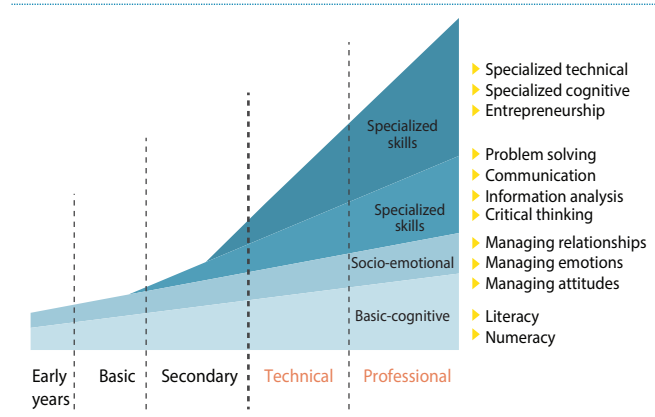 Specialized technical
Specialized cognitive
Entrepreneurship
Specialized
skills
Problem solving
Communication
Information analysis
Critical thinking
Specialized
skills
Managing relationships
Managing emotions
Managing attitudes
Socio-emotional
Literacy
Numeracy
Basic-cognitive
Early
years
Basic
Secondary
Technical
Professional